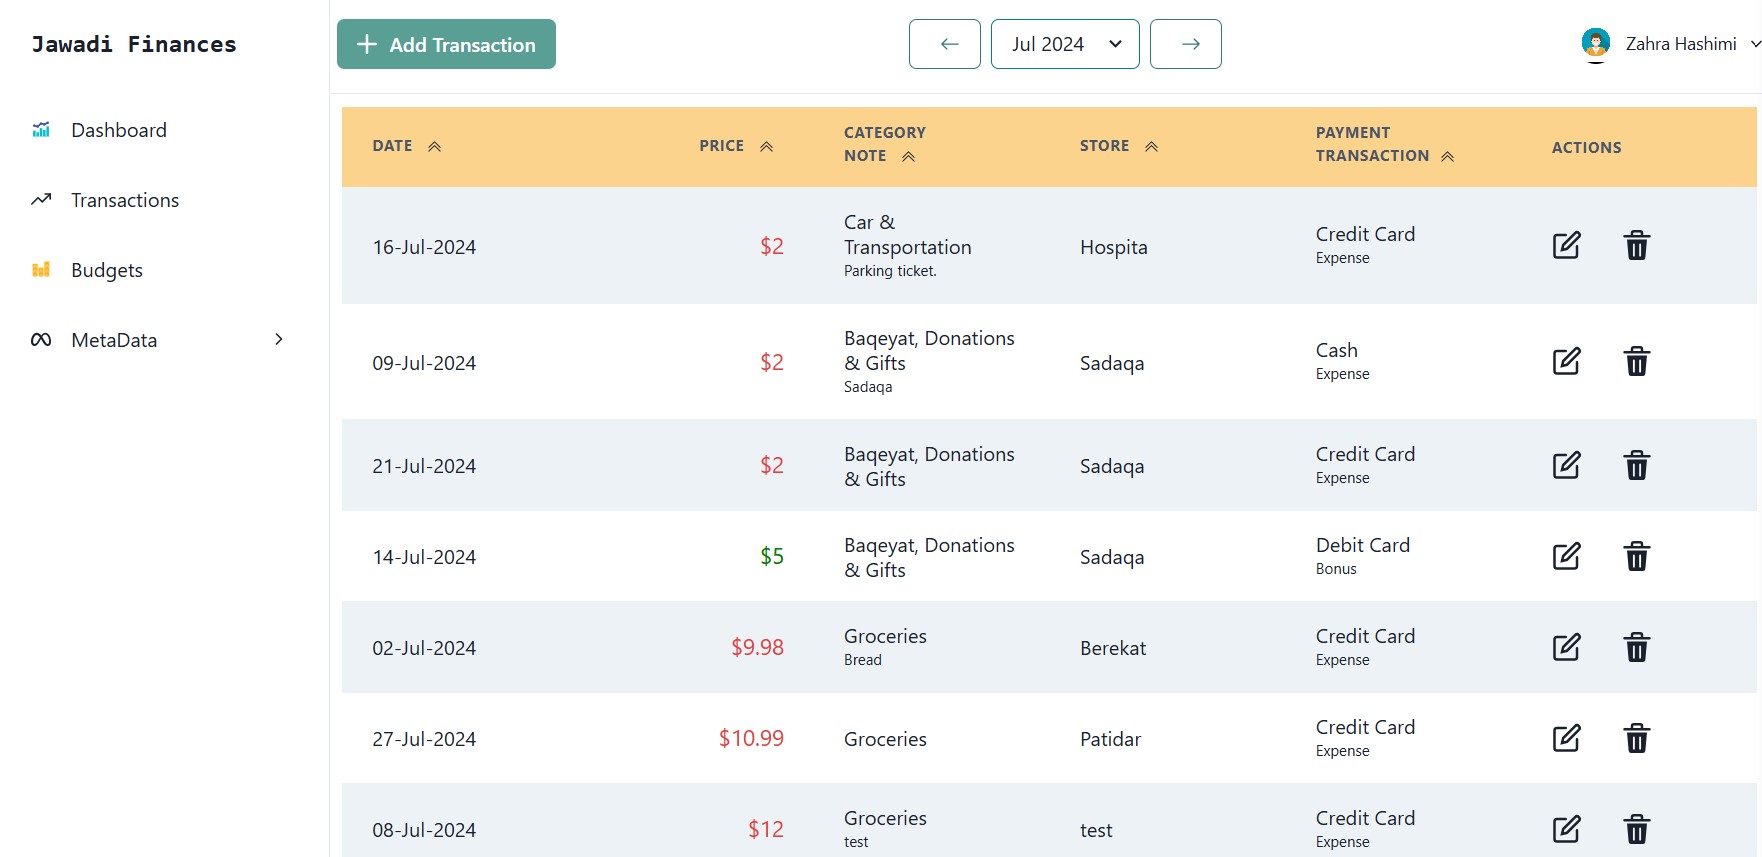 Jawadi Finances
Dashboard
Transactions
Budgets
MetaData
Add Transaction
Jul 2024
Zahra Hashimi
DATE PRICE CATEGORY NOTE STORE PAYMENT TRANSACTION ACTIONS
16-Jul-2024 $2 Car & Transportation Hospita Credit Card
Parking ticket. Expense
09-Jul-2024 $2 Baqeyat, Donations & Gifts Sadaqa Cash
Sadaqa Expense
21-Jul-2024 $2 Baqeyat, Donations & Gifts Sadaqa Credit Card
Expense
14-Jul-2024 $5 Baqeyat, Donations & Gifts Sadaqa Debit Card
Bonus
02-Jul-2024 $9.98 Groceries Berekat Credit Card
Bread Expense
27-Jul-2024 $10.99 Groceries Patidar Credit Card
Expense
08-Jul-2024 $12 Groceries test Credit Card
test Expense